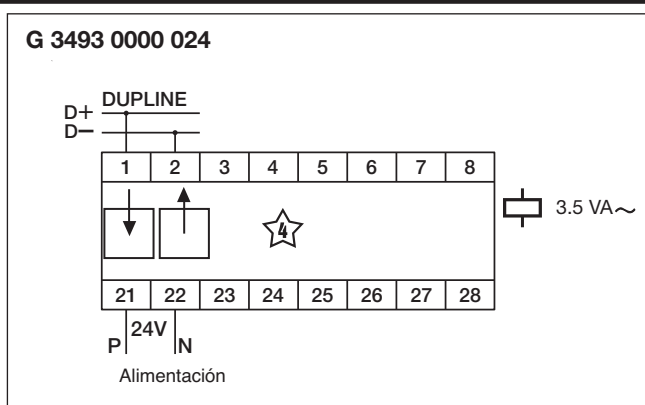 G 3493 0000 024
DUPLINE
D+
D−
1 2 3 4 5 6 7 8
4
3.5 VA~
21 22 23 24 25 26 27 28
24V
P N
Alimentación